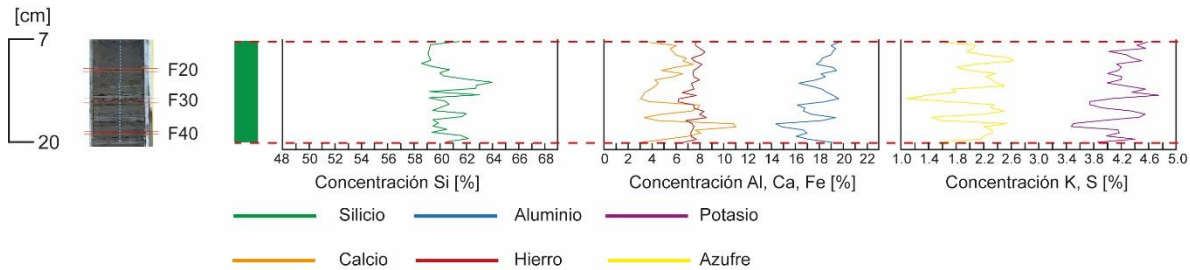 [cm]
7
F20
F30
F40
20
48 50 52 54 56 58 60 62 64 66 68
0 2 4 6 8 10 12 14 16 18 20 22
1.0 1.4 1.8 2.2 2.6 3.0 3.4 3.8 4.2 4.6 5.0
Concentración Si [%]
Concentración Al, Ca, Fe [%]
Concentración K, S [%]
Silicio
Aluminio
Potasio
Calcio
Hierro
Azufre